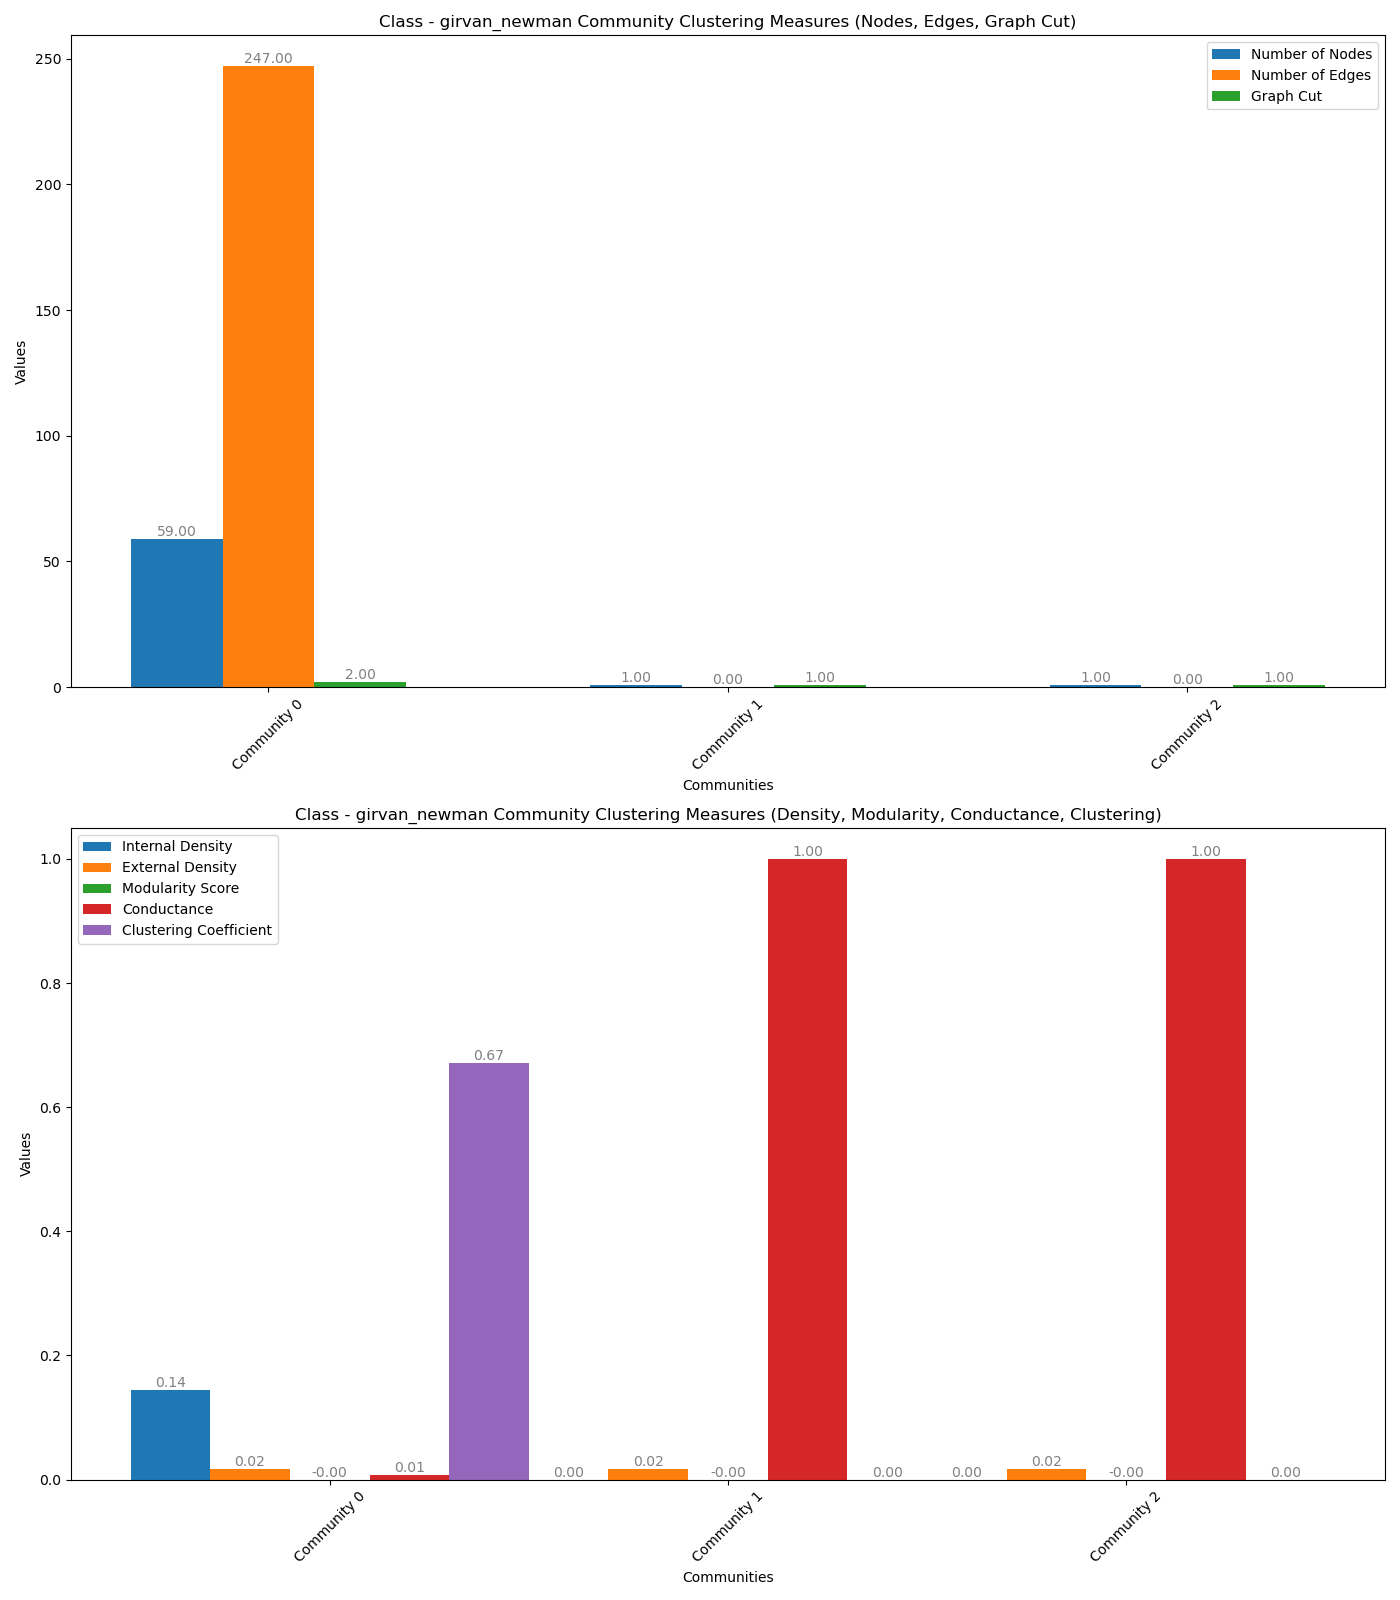 Class - girvan_newman Community Clustering Measures (Nodes, Edges, Graph Cut)
Number of Nodes
Number of Edges
Graph Cut
Values
250
200
150
100
50
0
59.00
247.00
2.00
1.00
0.00
1.00
1.00
0.00
1.00
Community 0
Community 1
Community 2
Communities
Class - girvan_newman Community Clustering Measures (Density, Modularity, Conductance, Clustering)
Internal Density
External Density
Modularity Score
Conductance
Clustering Coefficient
Values
1.0
0.8
0.6
0.4
0.2
0.0
0.14
0.02
-0.00
0.01
0.67
0.00
0.02
-0.00
1.00
0.00
0.00
0.02
-0.00
1.00
0.00
Community 0
Community 1
Community 2
Communities